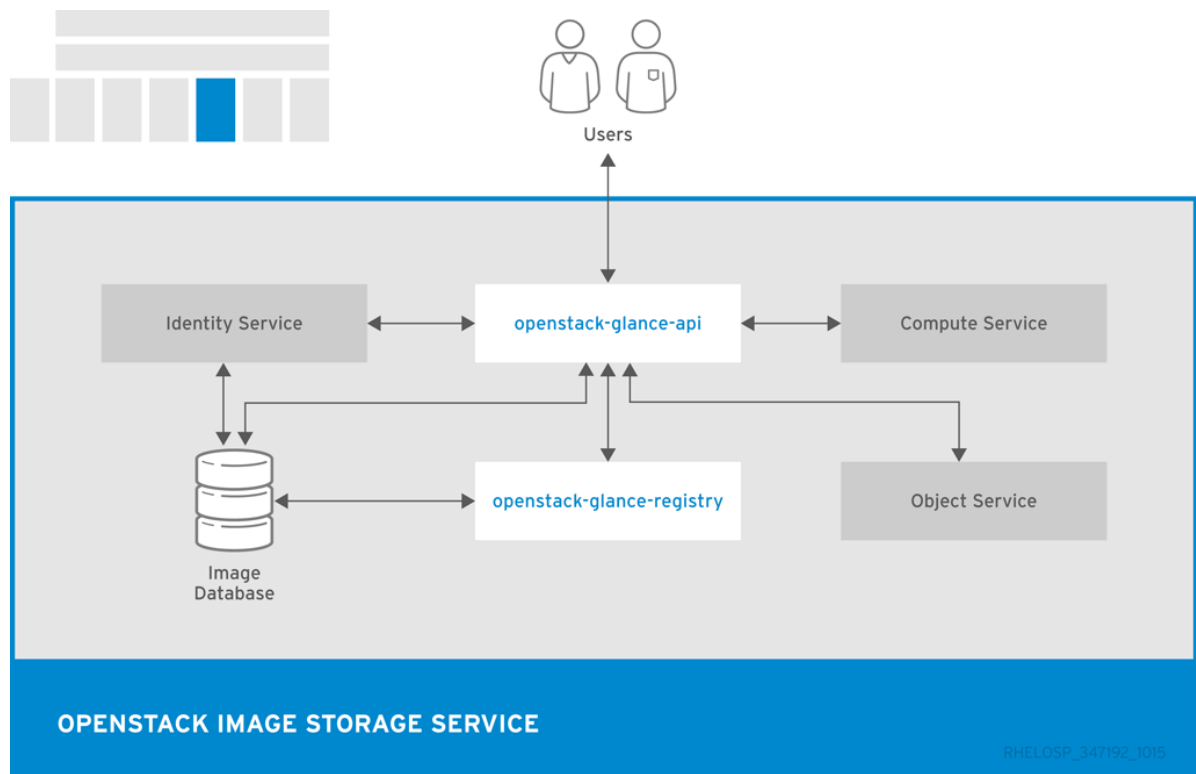 Users
Identity Service
openstack-glance-api
Compute Service
openstack-glance-registry
Object Service
Image
Database
OPENSTACK IMAGE STORAGE SERVICE
RHELOSP_347192_1015